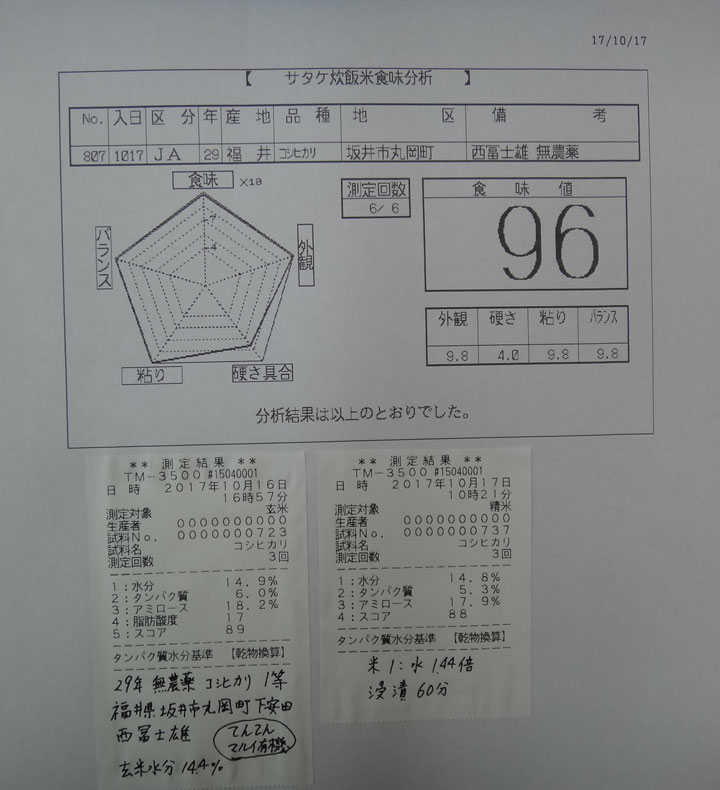 17/10/17
【 サタケ炊飯米食味分析 】
No. 入日 区分 年 産地 品種 地区 備考
807 1017 JA 29 福井 コシヒカリ 坂井市丸岡町 西冨士雄 無農薬
食味 ×10
7
4
バランス
外観
粘り
硬さ具合
測定回数
6/ 6
食味値
96
外観 硬さ 粘り バランス
9.8 4.0 9.8 9.8
分析結果は以上のとおりでした。
** 測定結果 **
TM-3500 #15040001
日時 2017年10月16日
16時57分
測定対象 玄米
生産者 0000000000
試料No. 0000000723
試料名 コシヒカリ
測定回数 3回
1:水分 14.9%
2:タンパク質 6.0%
3:アミロース 18.2%
4:脂肪酸度 17
5:スコア 89
タンパク質水分基準 【乾物換算】
29年 無農薬 コシヒカリ 1等
福井県坂井市丸岡町下安田
西冨士雄
てんてん
マルイ有機
玄米水分 14.4%
** 測定結果 **
TM-3500 #15040001
日時 2017年10月17日
10時21分
測定対象 精米
生産者 0000000000
試料No. 0000000737
試料名 コシヒカリ
測定回数 3回
1:水分 14.8%
2:タンパク質 5.3%
3:アミロース 17.9%
4:スコア 88
タンパク質水分基準 【乾物換算】
米1:水1.44倍
浸漬60分